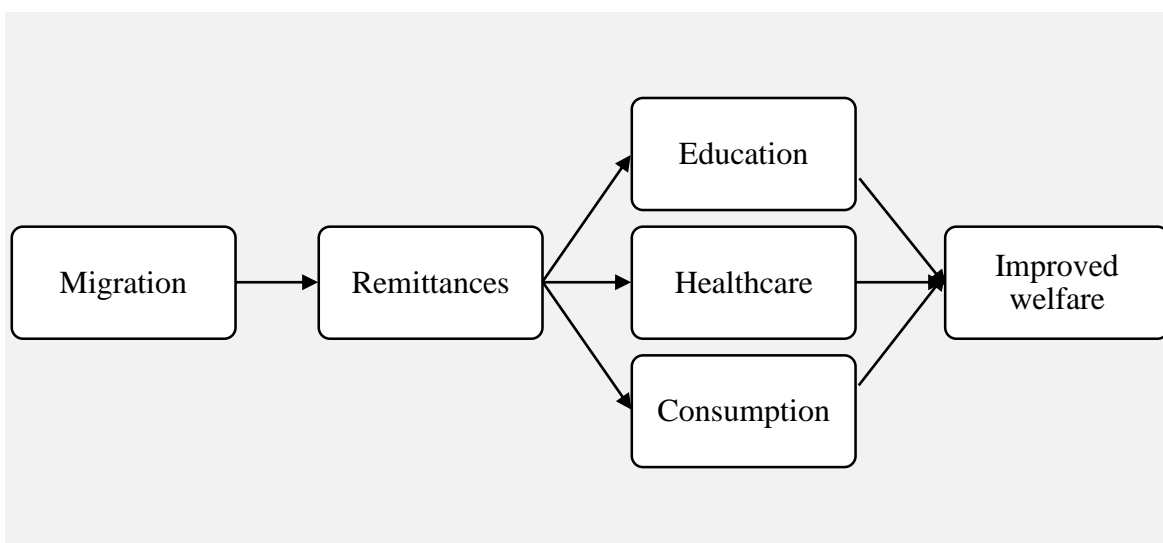 Migration
Remittances
Education
Healthcare
Consumption
Improved
welfare